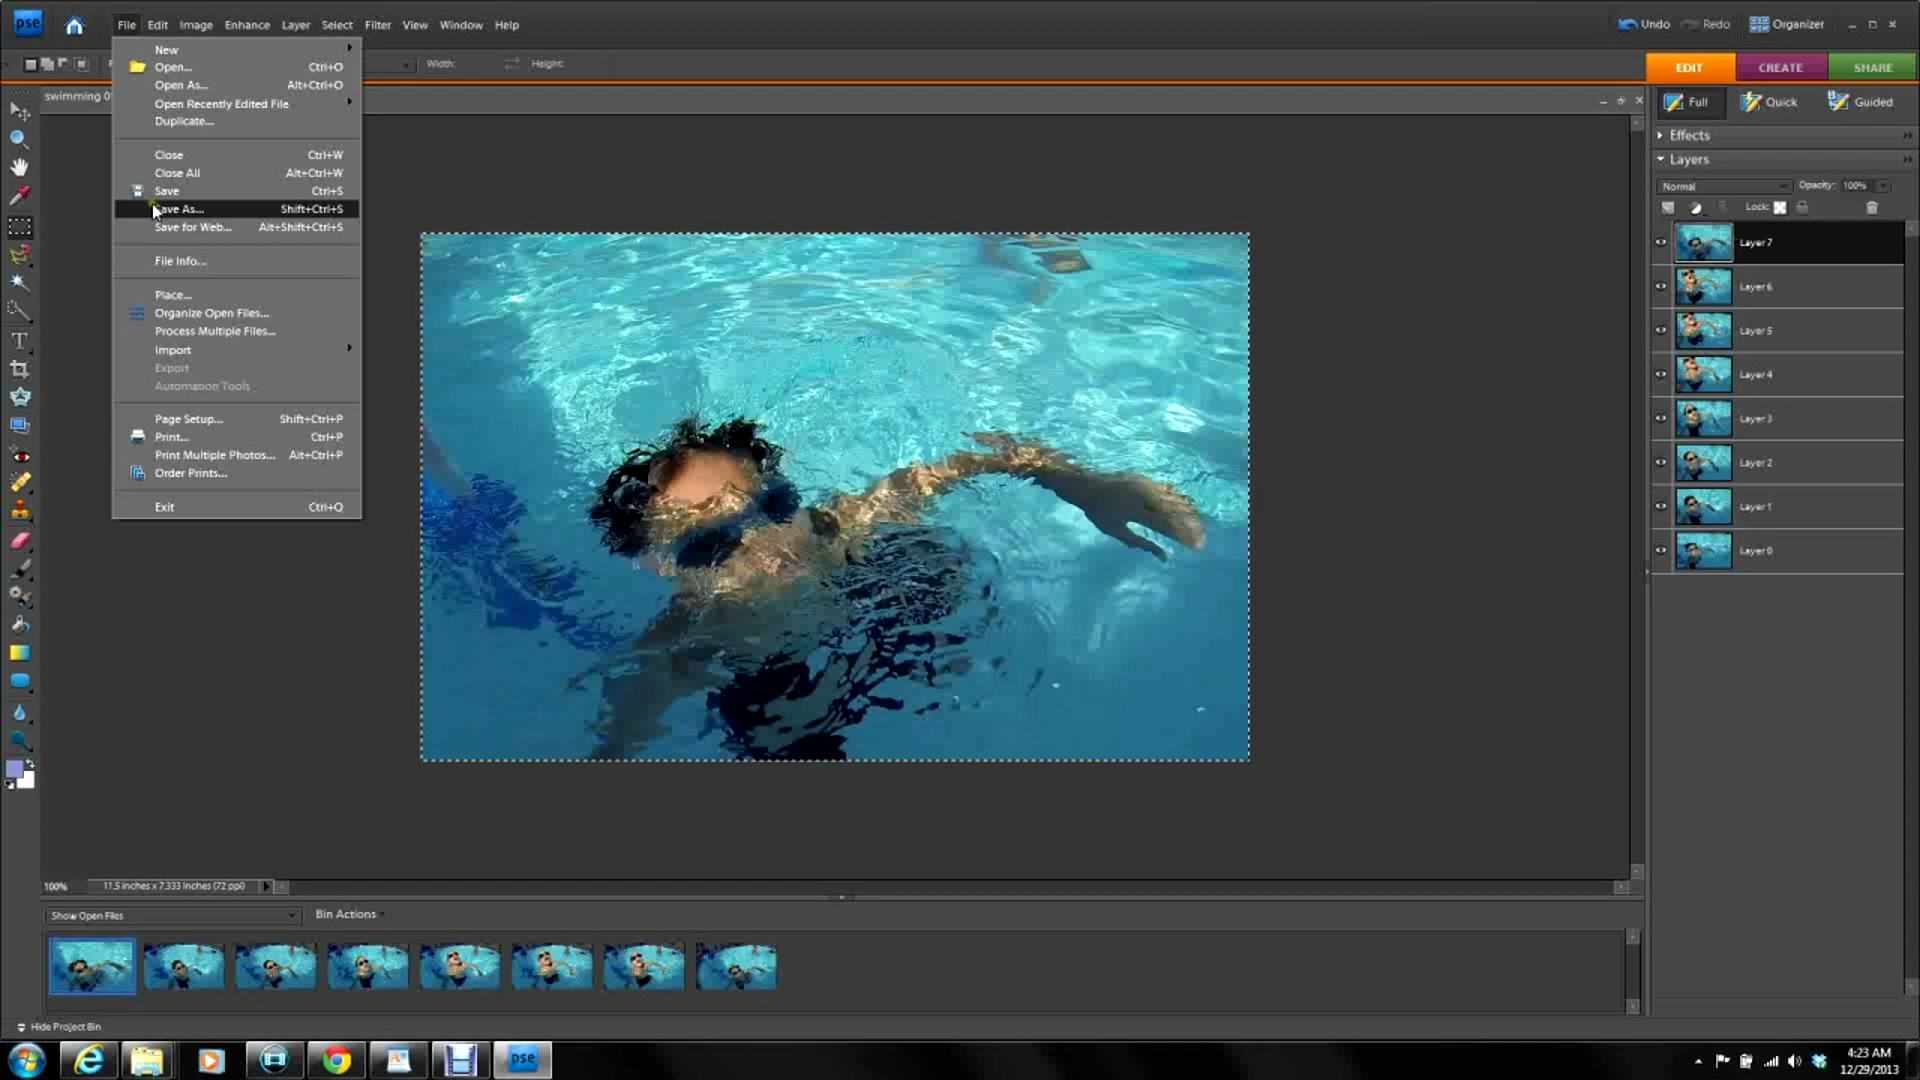 pse File Edit Image Enhance Layer Select Filter View Window Help Undo Redo Organizer
Width: Height:
EDIT CREATE SHARE
New
Open... Ctrl+O
Open As... Alt+Ctrl+O
Open Recently Edited File
Duplicate...
Close Ctrl+W
Close All Alt+Ctrl+W
Save Ctrl+S
Save As... Shift+Ctrl+S
Save for Web... Alt+Shift+Ctrl+S
File Info...
Place...
Organize Open Files...
Process Multiple Files...
Import
Export
Automation Tools
Page Setup... Shift+Ctrl+P
Print... Ctrl+P
Print Multiple Photos... Alt+Ctrl+P
Order Prints...
Exit Ctrl+Q
swimming
Full Quick Guided
Effects
Layers
Normal Opacity: 100%
Lock:
Layer 7
Layer 6
Layer 5
Layer 4
Layer 3
Layer 2
Layer 1
Layer 0
100% 11.5 inches x 7.333 inches (72 ppi)
Show Open Files Bin Actions
Hide Project Bin
pse
4:23 AM
12/29/2013